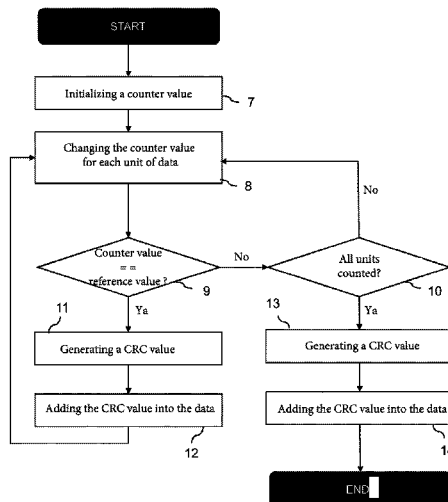 START
Initializing a counter value
7
Changing the counter value
for each unit of data
8
No
Counter value
= =
reference value ?
9
No
All units
counted?
10
Ya
11
Generating a CRC value
Ya
13
Generating a CRC value
Adding the CRC value into the data
12
Adding the CRC value into the data
END